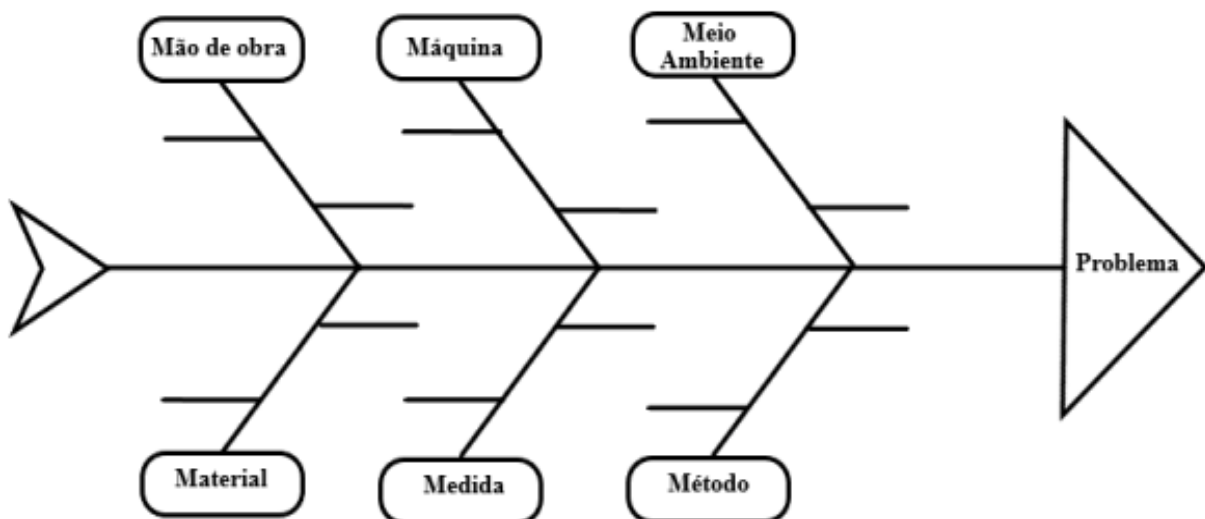 Mão de obra
Máquina
Meio
Ambiente
Problema
Material
Medida
Método